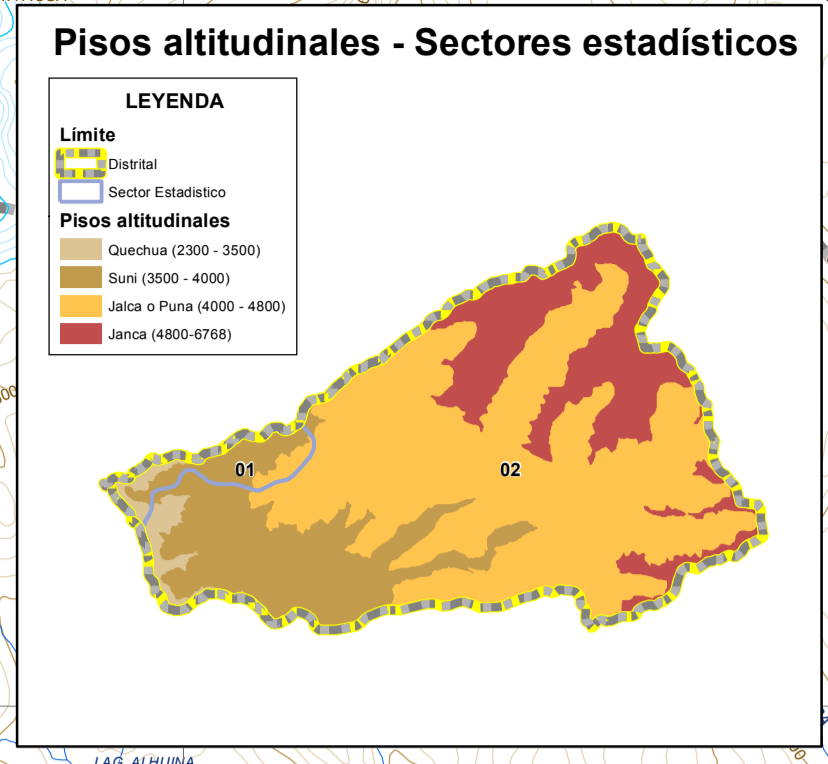 Pisos altitudinales - Sectores estadísticos
LEYENDA
Límite
Distrital
Sector Estadistico
Pisos altitudinales
Quechua (2300 - 3500)
Suni (3500 - 4000)
Jalca o Puna (4000 - 4800)
Janca (4800-6768)
01
02
LAG. ALHUINA